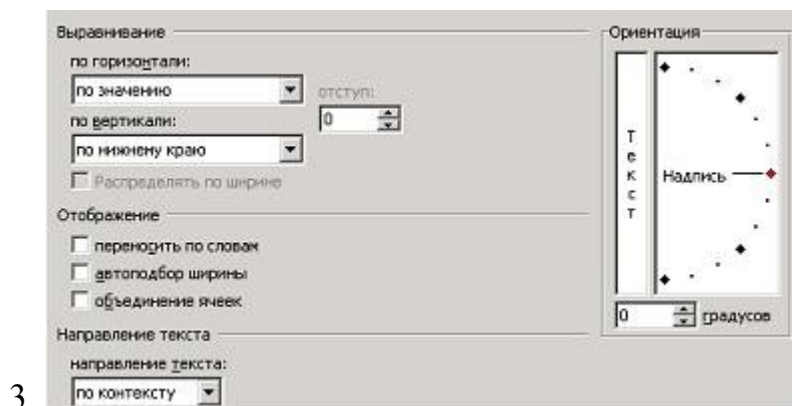 Выравнивание
по горизонтали:
по значению
отступ:
0
по вертикали:
по нижнему краю
Распределять по ширине
Отображение
переносить по словам
автоподбор ширины
объединение ячеек
Направление текста
направление текста:
по контексту
Ориентация
Текст
Надпись
0 градусов
3